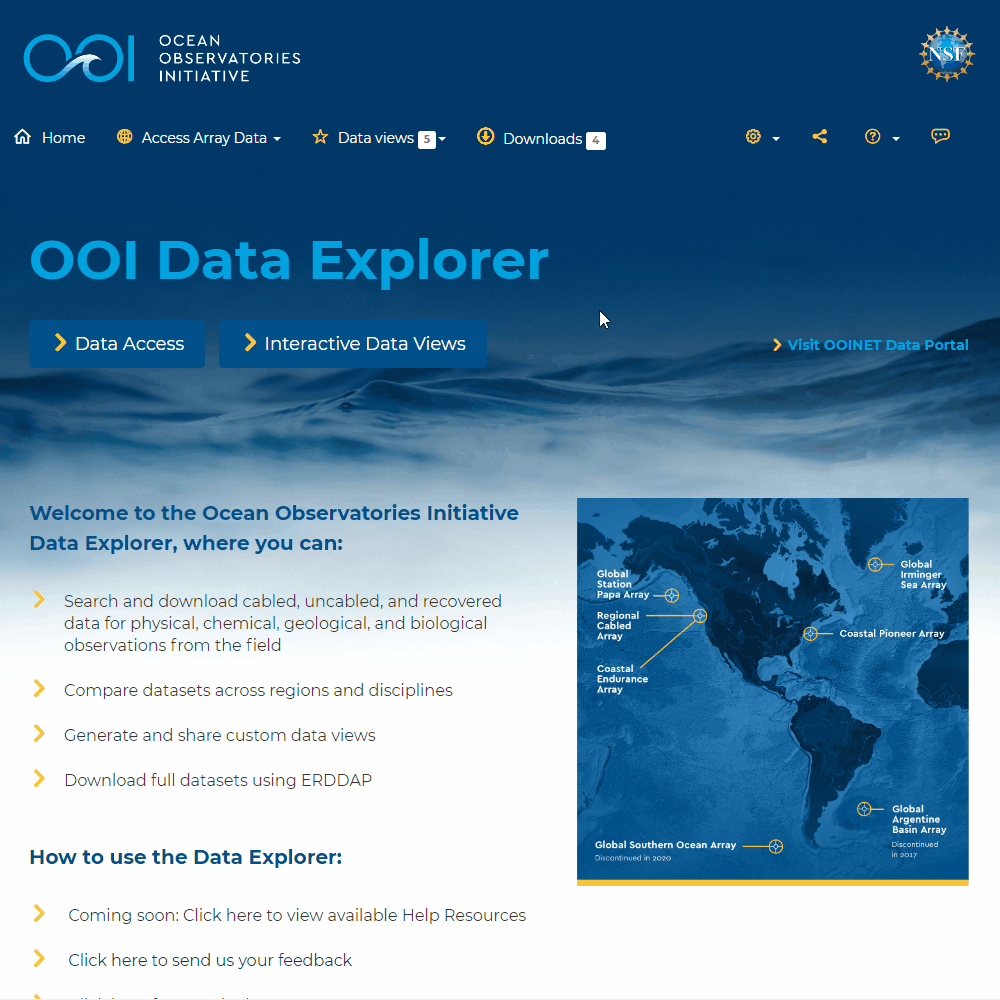 OOI
OCEAN
OBSERVATORIES
INITIATIVE
NSF
Home
Access Array Data
Data views 5
Downloads 4
OOI Data Explorer
Data Access
Interactive Data Views
Visit OOINET Data Portal
Welcome to the Ocean Observatories Initiative
Data Explorer, where you can:
Search and download cabled, uncabled, and recovered
data for physical, chemical, geological, and biological
observations from the field
Compare datasets across regions and disciplines
Generate and share custom data views
Download full datasets using ERDDAP
How to use the Data Explorer:
Coming soon: Click here to view available Help Resources
Click here to send us your feedback
Global
Station
Papa Array
Regional
Cabled
Array
Coastal
Endurance
Array
Global
Irminger
Sea Array
Coastal Pioneer Array
Global
Argentine
Basin Array
Discontinued
in 2017
Global Southern Ocean Array
Discontinued in 2020